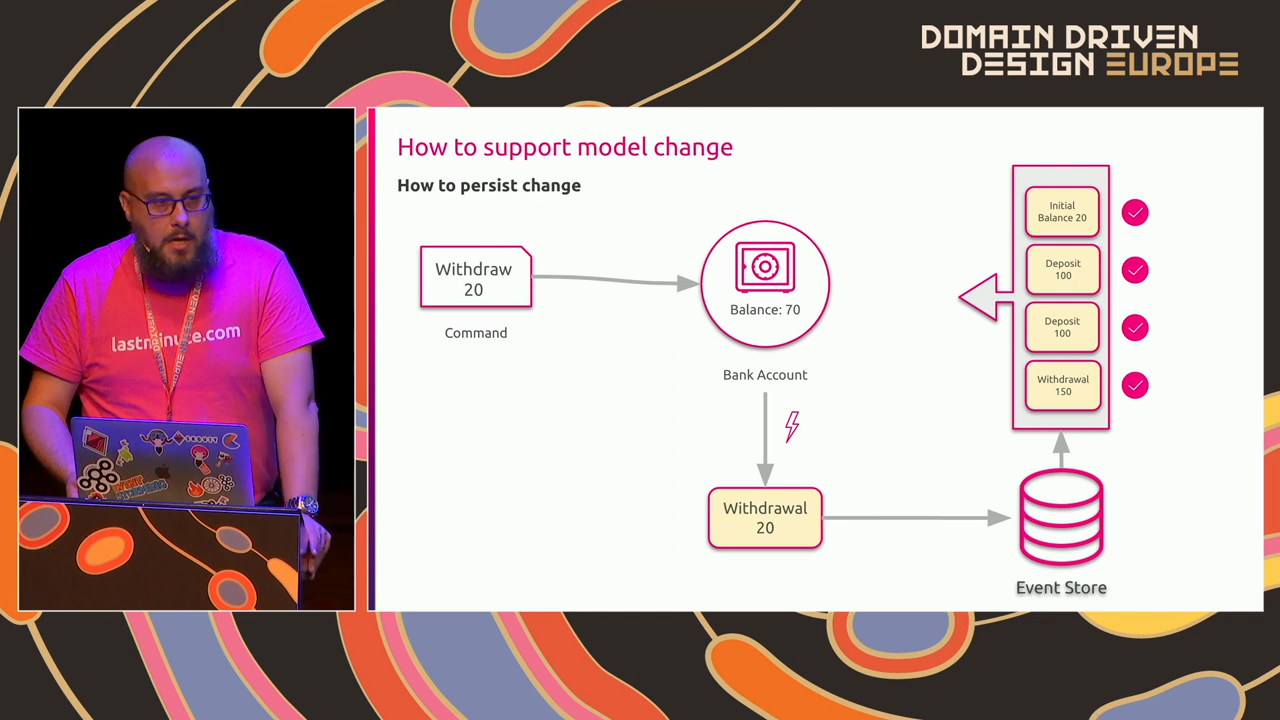 DOMAIN DRIVEN
DESIGN EUROPE
How to support model change
How to persist change
Withdraw
20
Command
Balance: 70
Bank Account
Withdrawal
20
Initial
Balance 20
Deposit
100
Deposit
100
Withdrawal
150
Event Store
lastminute.com